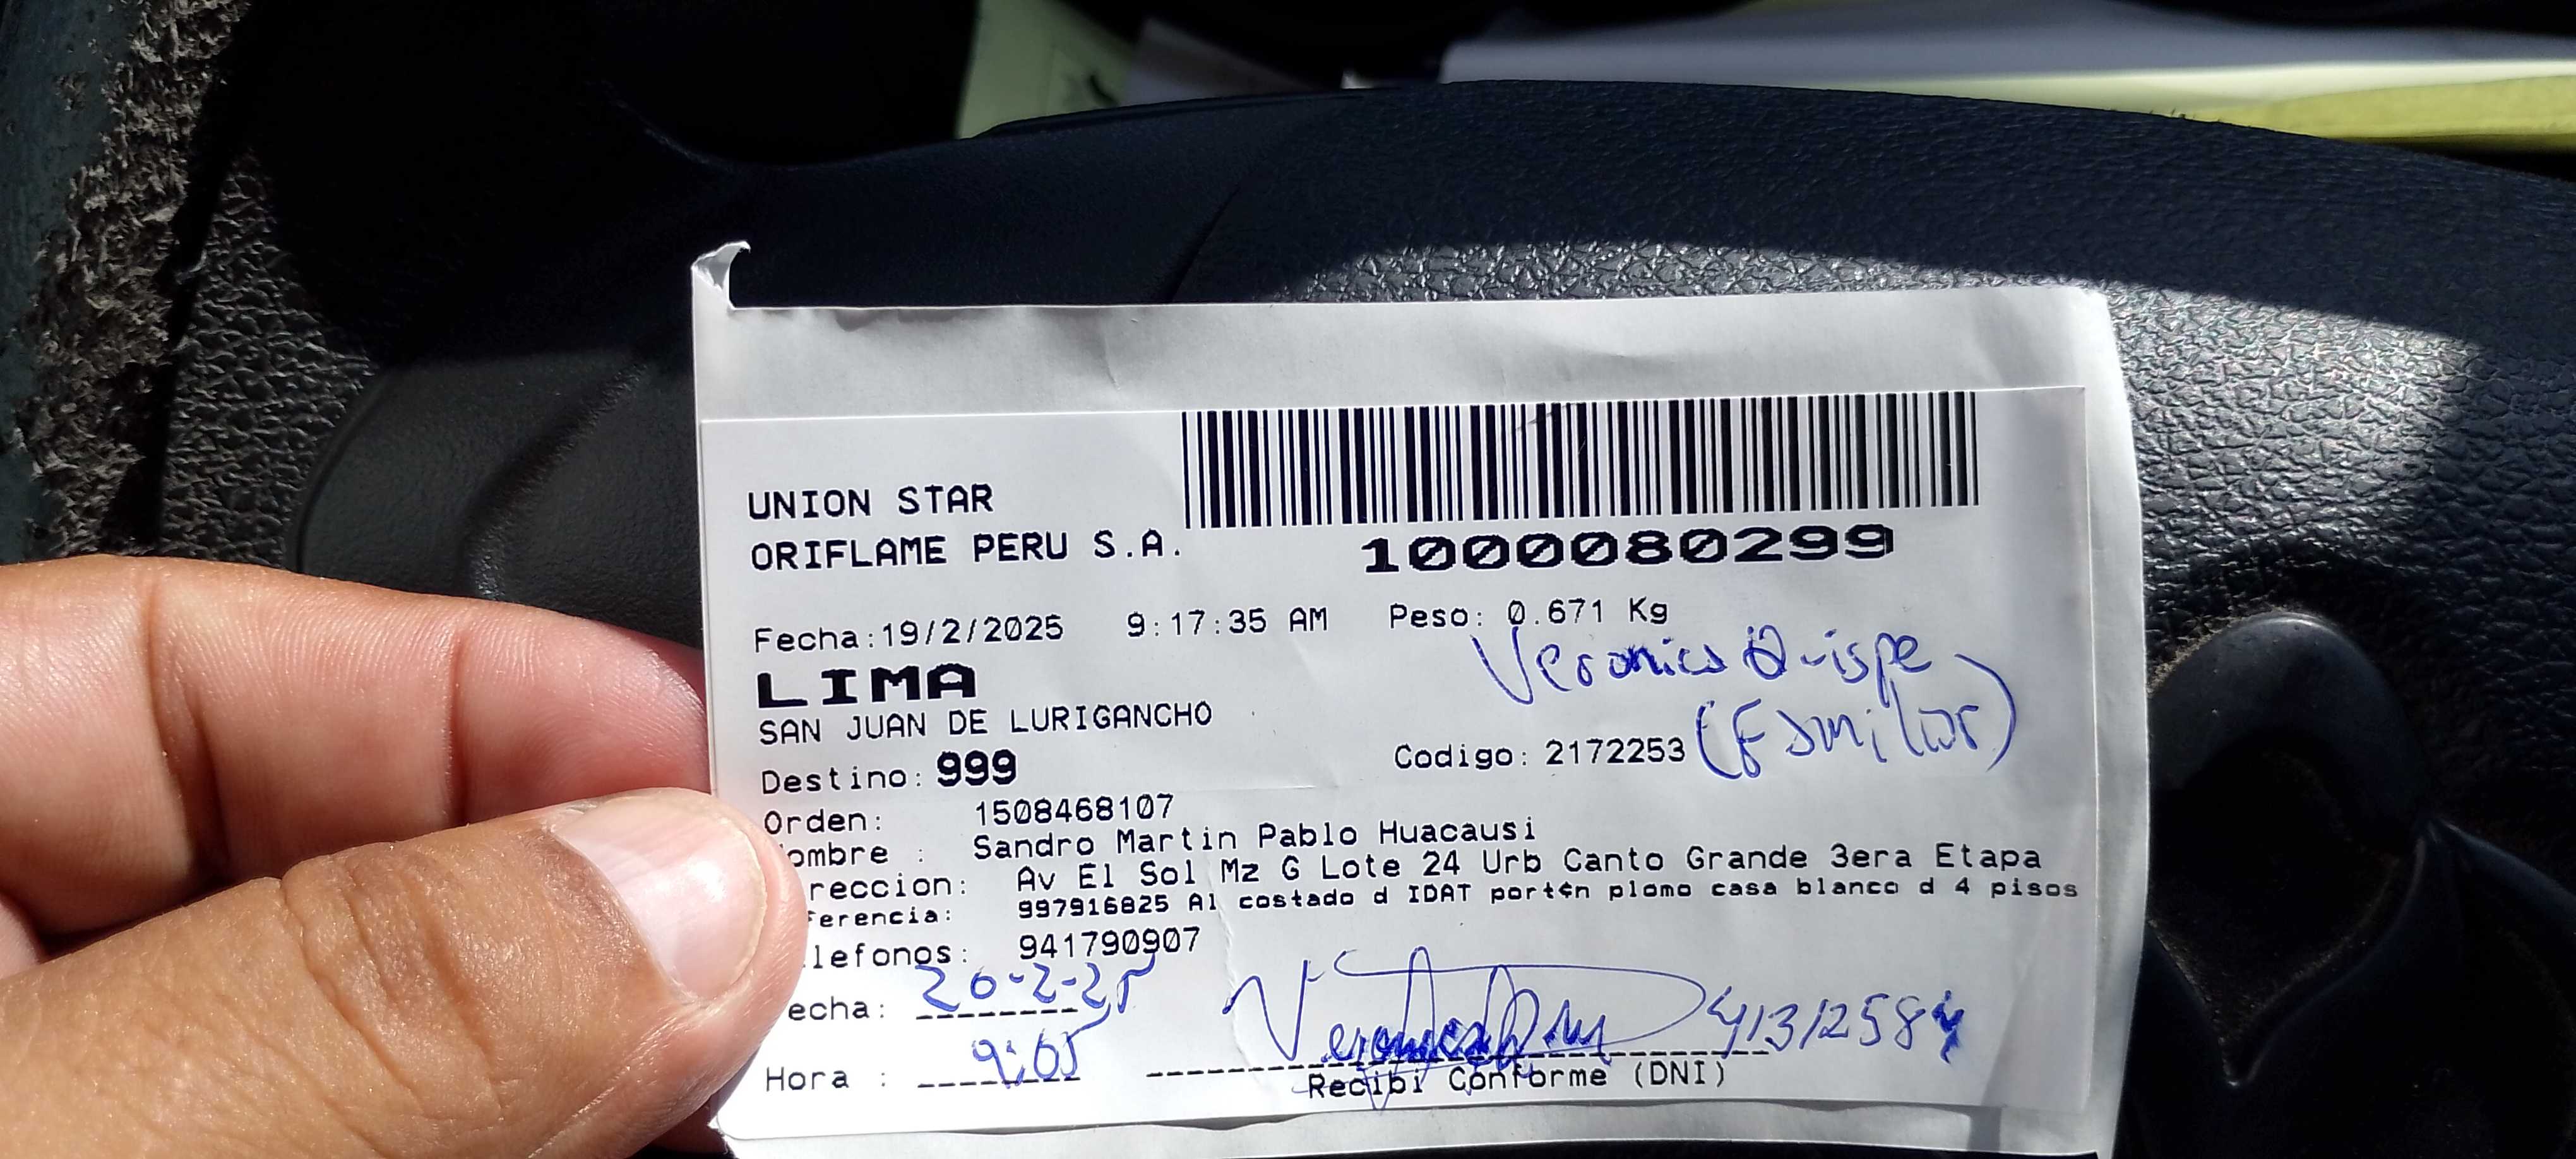 UNION STAR
ORIFLAME PERU S.A.
1000080299
Fecha:19/2/2025 9:17:35 AM Peso: 0.671 Kg
Veronica Quispe
(Familiar)
LIMA
SAN JUAN DE LURIGANCHO
Destino: 999 Codigo: 2172253
Orden: 1508468107
ombre : Sandro Martin Pablo Huacausi
reccion: Av El Sol Mz G Lote 24 Urb Canto Grande 3era Etapa
ferencia: 997916825 Al costado d IDAT port¢n plomo casa blanco d 4 pisos
lefonos: 941790907
echa: 20-2-25
Hora : 9:05
41312584
Recibi Conforme (DNI)